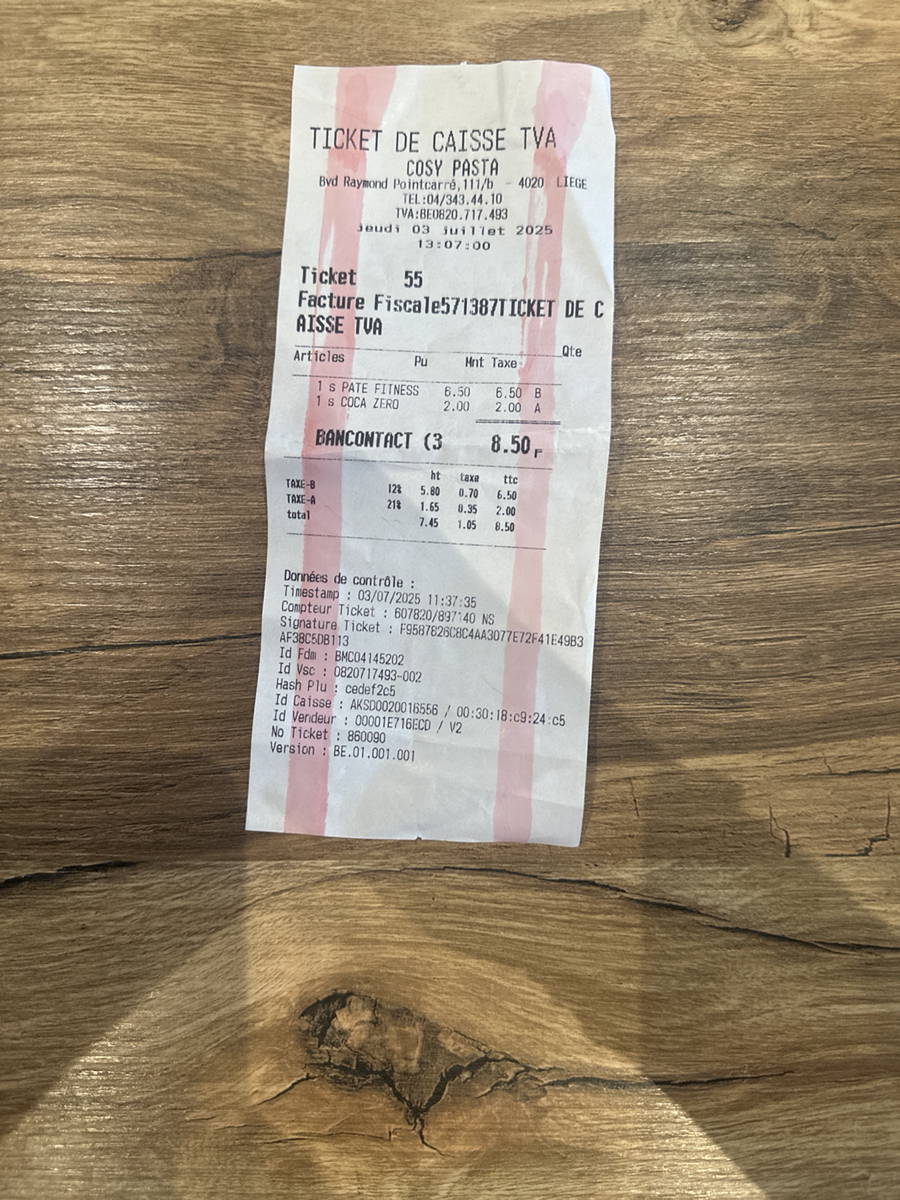 TICKET DE CAISSE TVA
COSY PASTA
Bvd Raymond Pointcarré,111/b - 4020 LIEGE
TEL:04/343.44.10
TVA:BE0820.717.493
jeudi 03 juillet 2025
13:07:00
Ticket 55
Facture Fiscale571387TICKET DE C
AISSE TVA
Qte
Articles Pu Mnt Taxe
1 s PATE FITNESS 6.50 6.50 B
1 s COCA ZERO 2.00 2.00 A
BANCONTACT (3 8.50
ht taxe ttc
TAXE-B 12% 5.80 0.70 6.50
TAXE-A 21% 1.65 0.35 2.00
total 7.45 1.05 8.50
Données de contrôle :
Timestamp : 03/07/2025 11:37:35
Compteur Ticket : 607820/897140 NS
Signature Ticket : F9587826C8C4AA3077E72F41E49B3
AF38C5DB113
Id Fdm : BMC04145202
Id Vsc : 0820717493-002
Hash Plu : cedef2c5
Id Caisse : AKSD0020016556 / 00:30:18:c9:24:c5
Id Vendeur : 00001E716ECD / V2
No Ticket : 860090
Version : BE.01.001.001